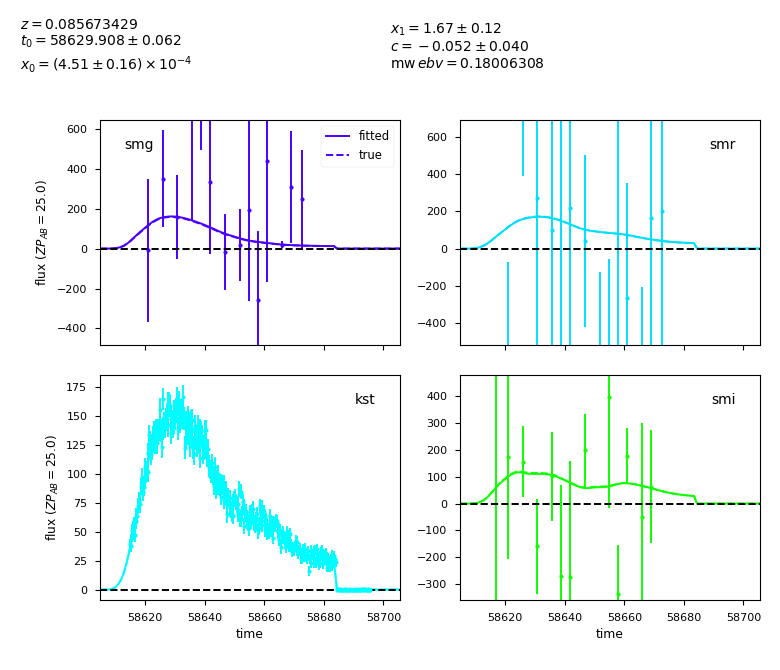 z = 0.085673429
t₀ = 58629.908 ± 0.062
x₀ = (4.51 ± 0.16) × 10⁻⁴
x₁ = 1.67 ± 0.12
c = −0.052 ± 0.040
mw ebv = 0.18006308
smg
fitted
true
600
400
200
0
−200
−400
flux (ZP_AB = 25.0)
smr
600
400
200
0
−200
−400
kst
175
150
125
100
75
50
25
0
flux (ZP_AB = 25.0)
58620 58640 58660 58680 58700
time
smi
400
300
200
100
0
−100
−200
−300
58620 58640 58660 58680 58700
time